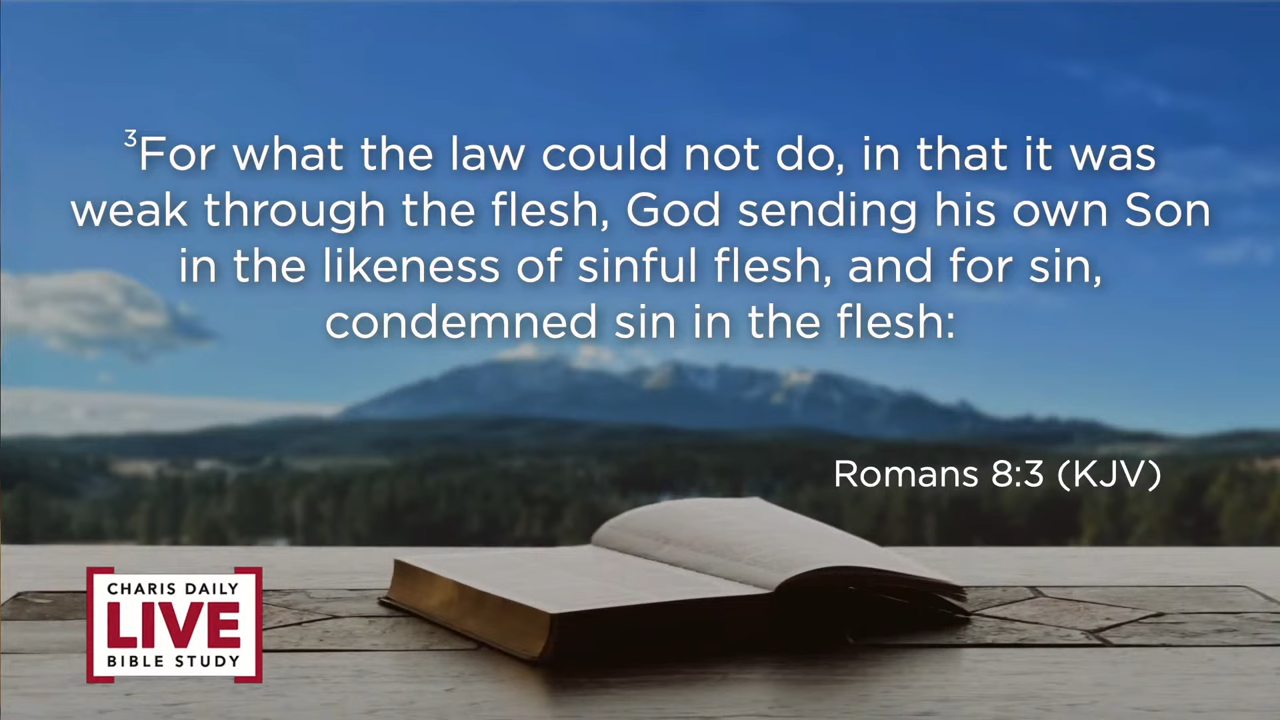 ³For what the law could not do, in that it was
weak through the flesh, God sending his own Son
in the likeness of sinful flesh, and for sin,
condemned sin in the flesh:
Romans 8:3 (KJV)
CHARIS DAILY
LIVE
BIBLE STUDY